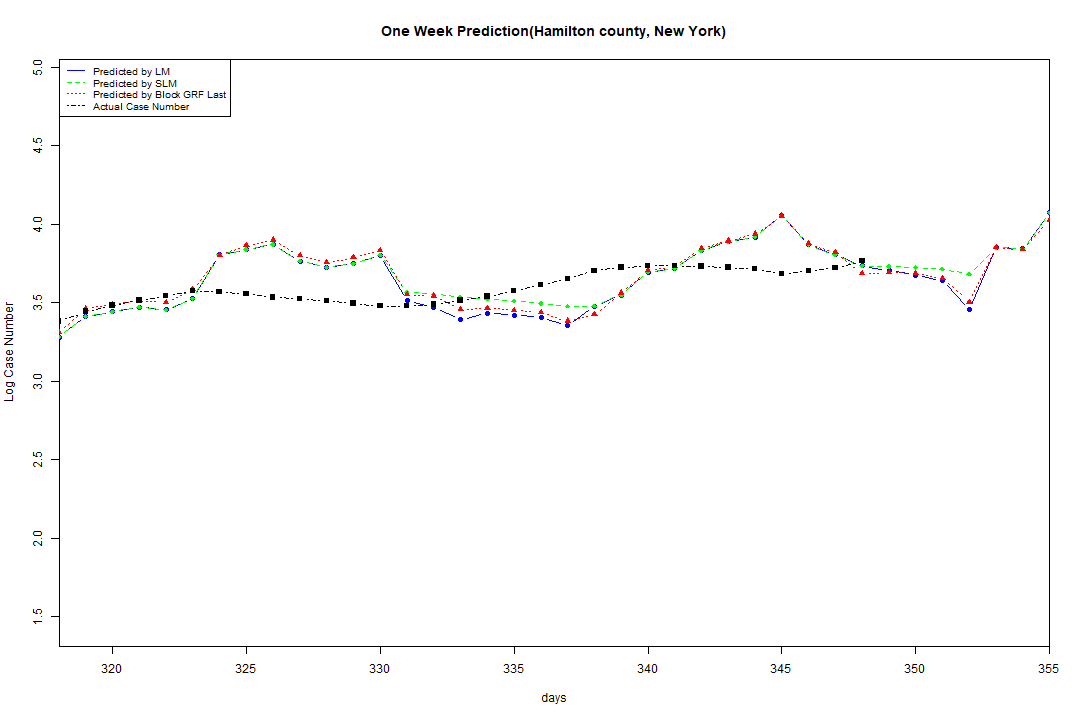 One Week Prediction(Hamilton county, New York)
Predicted by LM
Predicted by SLM
Predicted by Block GRF Last
Actual Case Number
5.0
4.5
4.0
3.5
3.0
2.5
2.0
1.5
Log Case Number
320 325 330 335 340 345 350 355
days